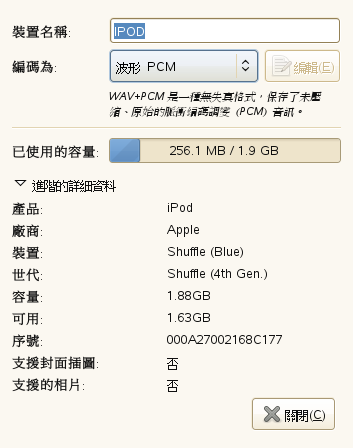 裝置名稱: IPOD
編碼為: 波形 PCM 編輯(E)
WAV+PCM 是一種無失真格式，保存了未壓
縮、原始的脈衝編碼調變 (PCM) 音訊。
已使用的容量: 256.1 MB / 1.9 GB
進階的詳細資料
產品: iPod
廠商: Apple
裝置: Shuffle (Blue)
世代: Shuffle (4th Gen.)
容量: 1.88GB
可用: 1.63GB
序號: 000A27002168C177
支援封面插圖: 否
支援的相片: 否
關閉(C)